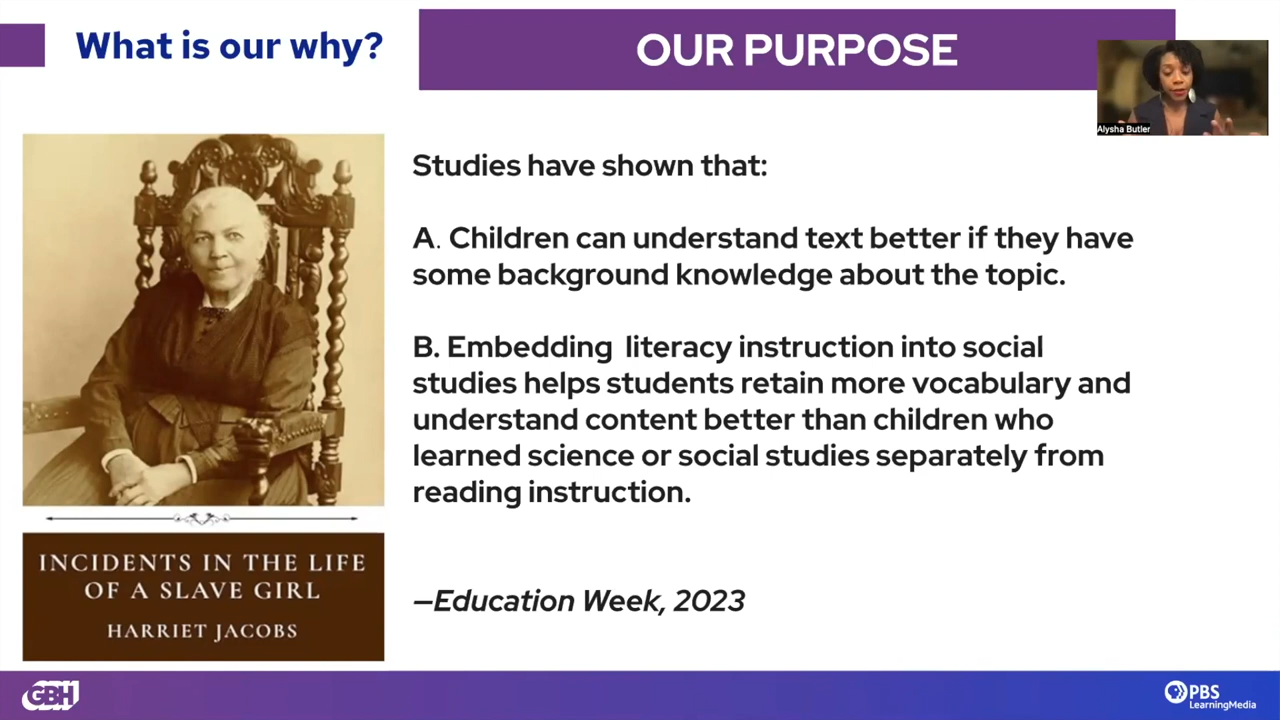 What is our why?
OUR PURPOSE
Alysha Butler
Studies have shown that:
A. Children can understand text better if they have
some background knowledge about the topic.
B. Embedding  literacy instruction into social
studies helps students retain more vocabulary and
understand content better than children who
learned science or social studies separately from
reading instruction.
—Education Week, 2023
INCIDENTS IN THE LIFE
OF A SLAVE GIRL
HARRIET JACOBS
GBH
PBS
LearningMedia